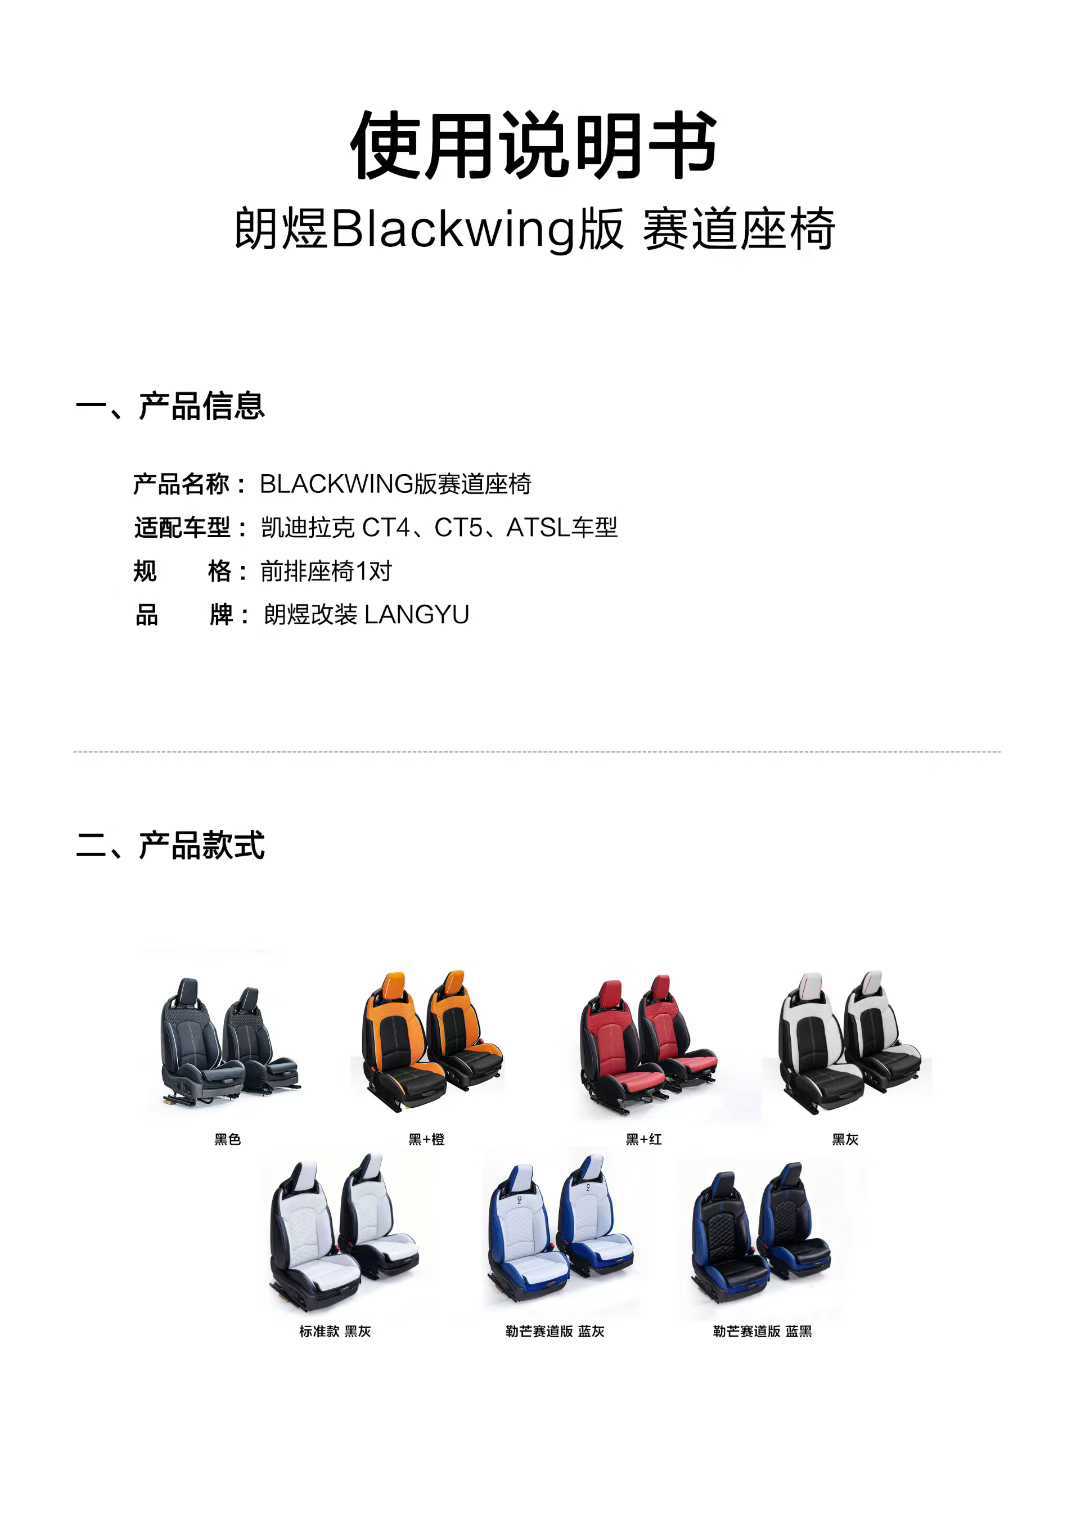 使用说明书
朗煜Blackwing版 赛道座椅
一、产品信息
产品名称：BLACKWING版赛道座椅
适配车型：凯迪拉克 CT4、CT5、ATSL车型
规 格：前排座椅1对
品 牌：朗煜改装 LANGYU
二、产品款式
黑色 黑+橙 黑+红 黑灰
标准款 黑灰 勒芒赛道版 蓝灰 勒芒赛道版 蓝黑